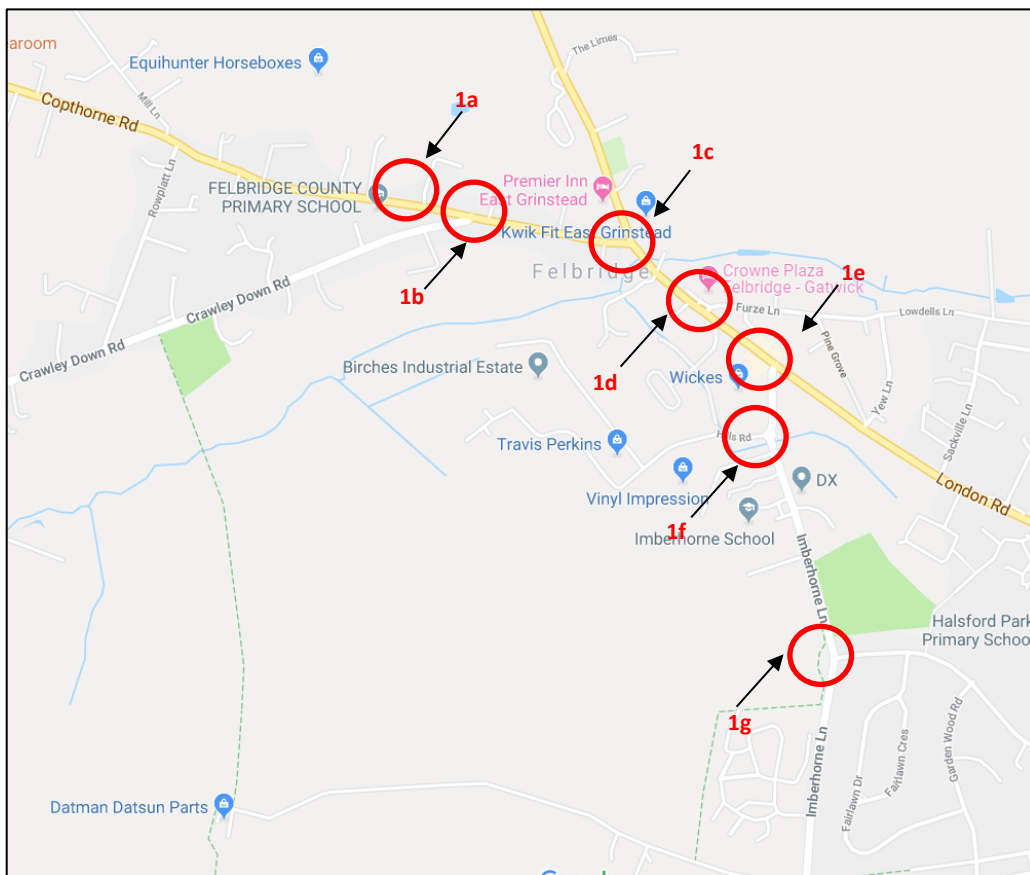 aroom
Equihunter Horseboxes
The Limes
Mill Ln
Copthorne Rd
1a
1c
Rowplatt Ln
FELBRIDGE COUNTY
PRIMARY SCHOOL
Premier Inn
East Grinstead
Kwik Fit East Grinstead
1b
Felbridge
Crowne Plaza
Felbridge - Gatwick
1e
Crawley Down Rd
Furze Ln
Lowdells Ln
Crawley Down Rd
Birches Industrial Estate
1d
Pine Grove
Wickes
Yew Ln
Sackville Ln
Hills Rd
Travis Perkins
DX
London Rd
Vinyl Impression
1f
Imberhorne School
Imberhorne Ln
Halsford Park
Primary School
1g
Garden Wood Rd
Imberhorne Ln
Fairlawn Cres
Fairlawn Dr
Datman Datsun Parts